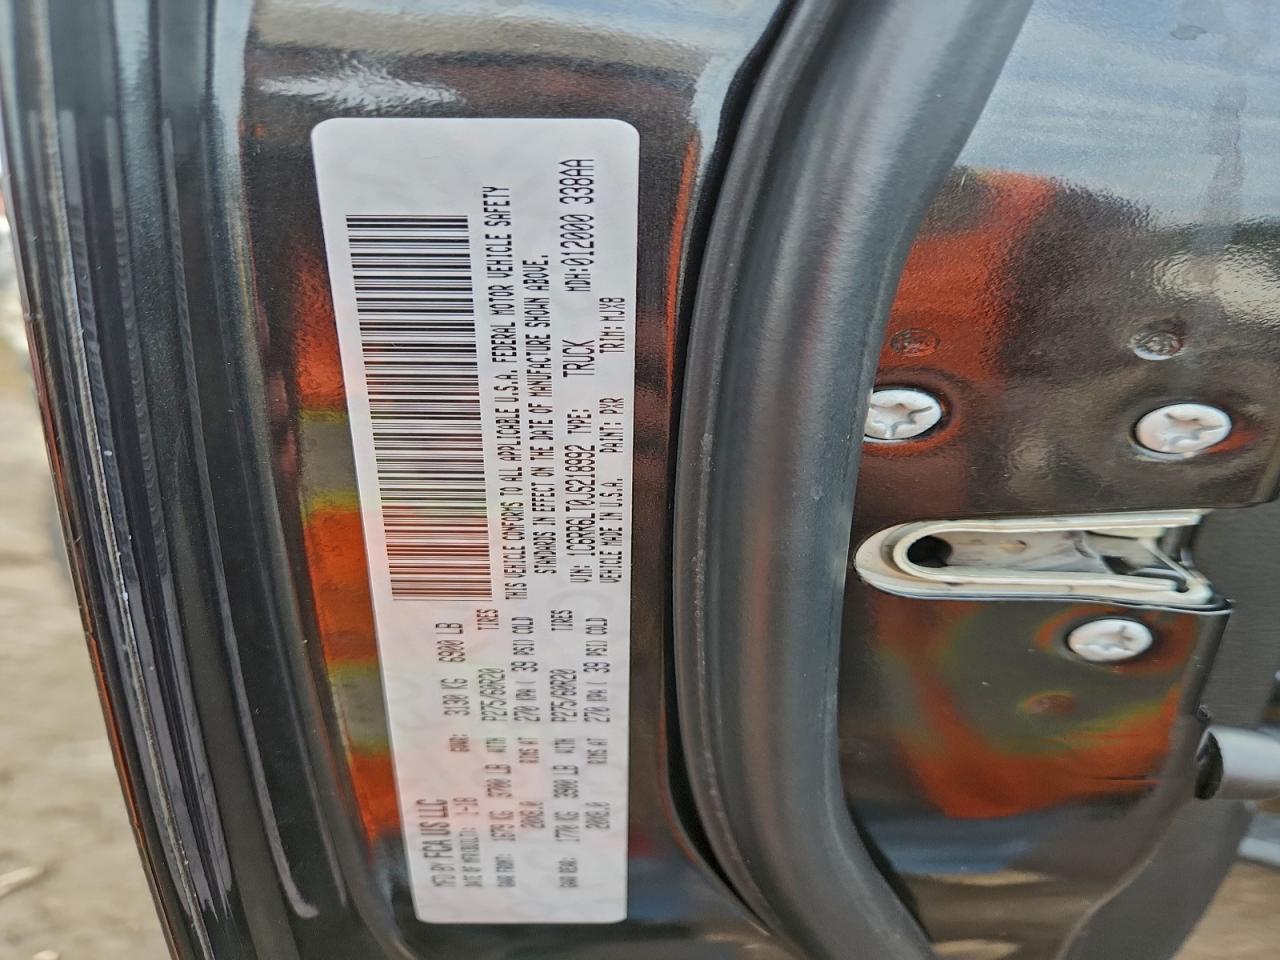 MFD BY FCA US LLC
DATE OF MFR(BUILT): 1-18 GVWR: 3130 KG 6900 LB
GAWR FRONT: 1679 KG 3700 LB WITH P275/60R20 TIRES
20X8.0 RIMS AT 270 KPA ( 39 PSI) COLD
GAWR REAR: 1770 KG 3900 LB WITH P275/60R20 TIRES
20X8.0 RIMS AT 270 KPA ( 39 PSI) COLD
THIS VEHICLE CONFORMS TO ALL APPLICABLE U.S.A. FEDERAL MOTOR VEHICLE SAFETY
STANDARDS IN EFFECT ON THE DATE OF MANUFACTURE SHOWN ABOVE.
VIN: 1C6RR6LT0JS218992 TYPE: TRUCK MDH:012000 338AA
VEHICLE MADE IN U.S.A. PAINT: PXR TRIM: MJX8